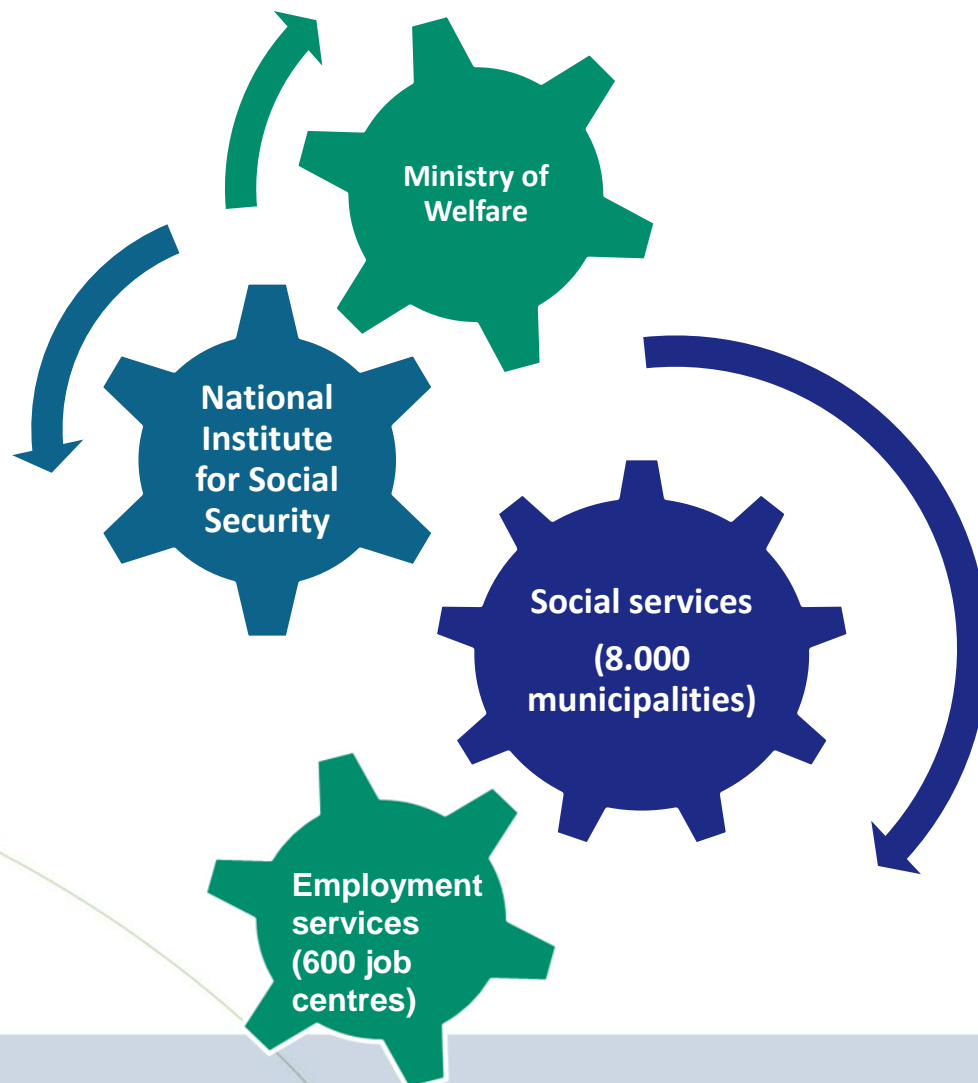 Ministry of
Welfare
National
Institute
for Social
Security
Social services
(8.000
municipalities)
Employment
services
(600 job
centres)